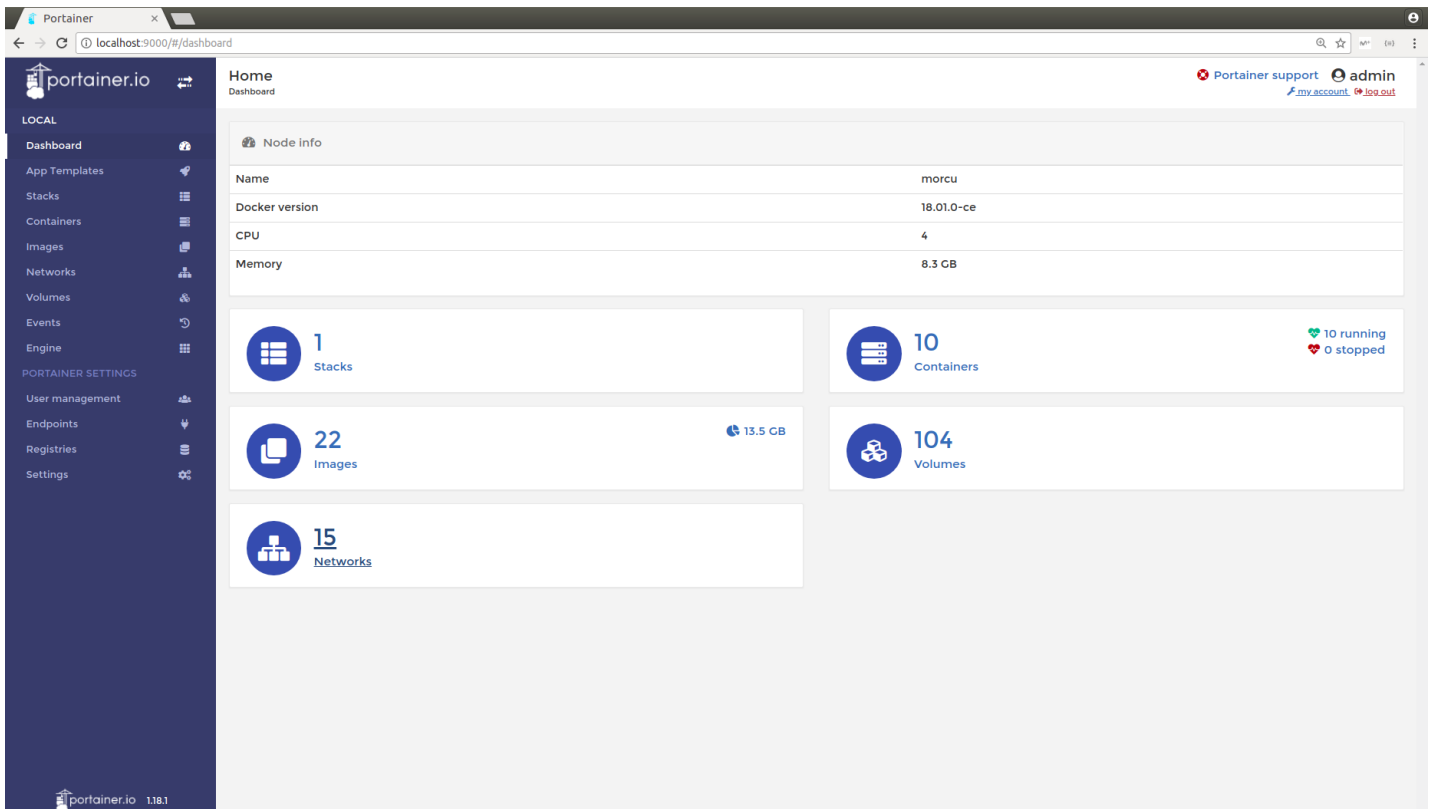 Portainer
localhost:9000/#/dashboard
portainer.io
LOCAL
Dashboard
App Templates
Stacks
Containers
Images
Networks
Volumes
Events
Engine
PORTAINER SETTINGS
User management
Endpoints
Registries
Settings
portainer.io 1.18.1
Home
Dashboard
Portainer support admin
my account log out
Node info
Name morcu
Docker version 18.01.0-ce
CPU 4
Memory 8.3 GB
1
Stacks
10
Containers
10 running
0 stopped
22
Images
13.5 GB
104
Volumes
15
Networks